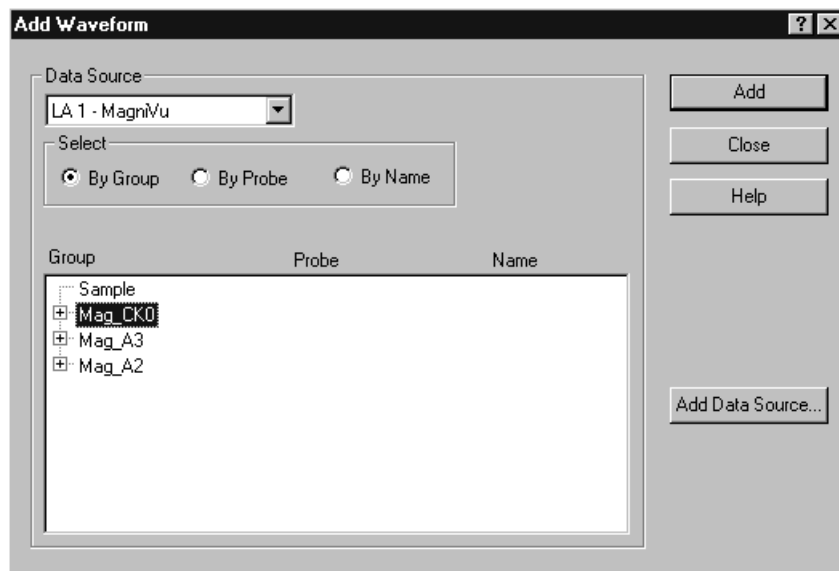 Add Waveform
Data Source
LA 1 - MagniVu
Select
By Group By Probe By Name
Group Probe Name
Sample
Mag_CK0
Mag_A3
Mag_A2
Add
Close
Help
Add Data Source...